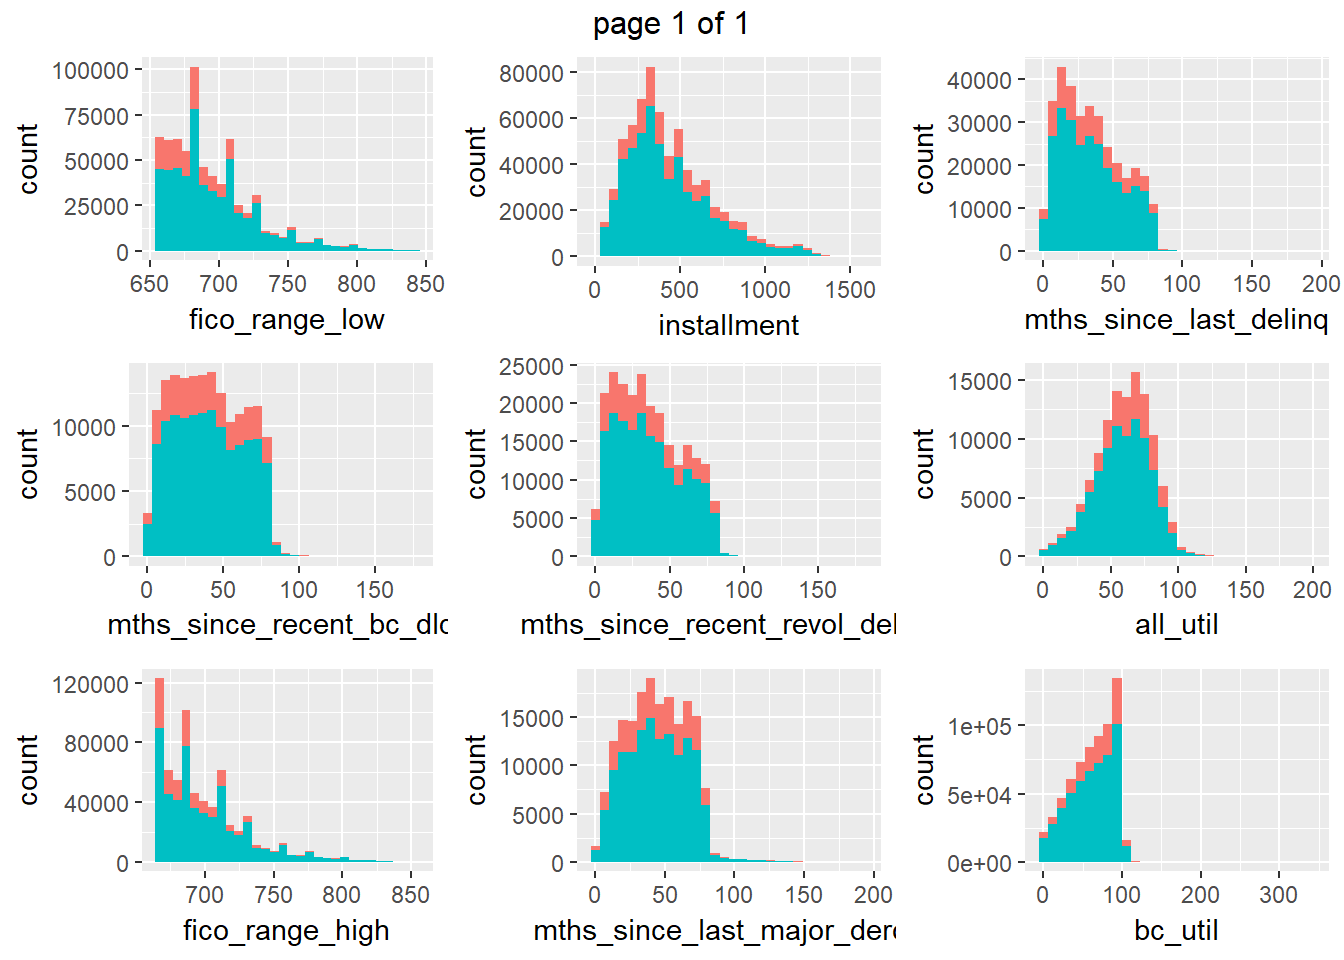 page 1 of 1
count
100000
75000
50000
25000
0
650 700 750 800 850
fico_range_low
count
80000
60000
40000
20000
0
0 500 1000 1500
installment
count
40000
30000
20000
10000
0
0 50 100 150 200
mths_since_last_delinq
count
10000
5000
0
0 50 100 150
mths_since_recent_bc_dlc
count
25000
20000
15000
10000
5000
0
0 50 100 150
mths_since_recent_revol_del
count
15000
10000
5000
0
0 50 100 150 200
all_util
count
120000
80000
40000
0
700 750 800 850
fico_range_high
count
15000
10000
5000
0
0 50 100 150 200
mths_since_last_major_dero
count
1e+05
5e+04
0e+00
0 100 200 300
bc_util